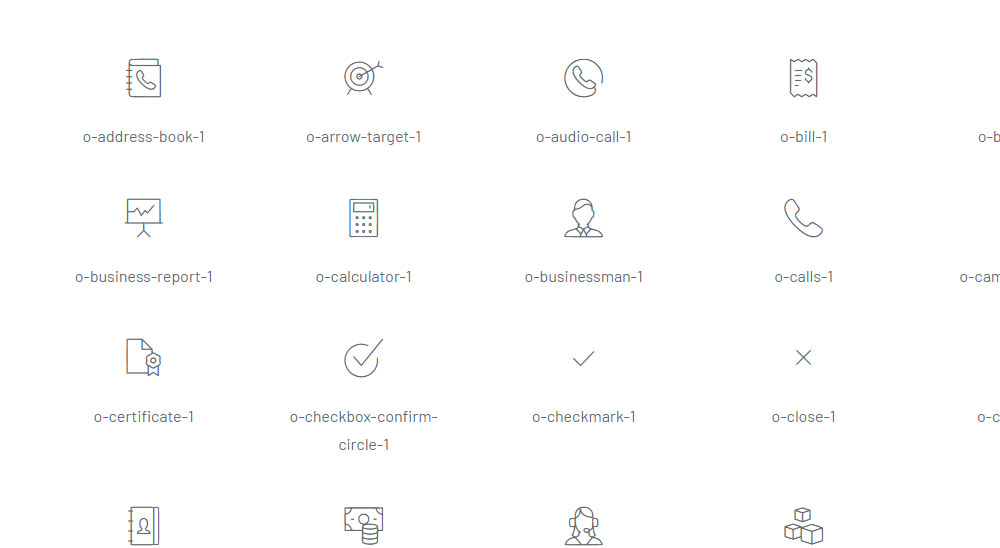 o-address-book-1
o-arrow-target-1
o-audio-call-1
o-bill-1
o-b
o-business-report-1
o-calculator-1
o-businessman-1
o-calls-1
o-cam
o-certificate-1
o-checkbox-confirm-
circle-1
o-checkmark-1
o-close-1
o-c